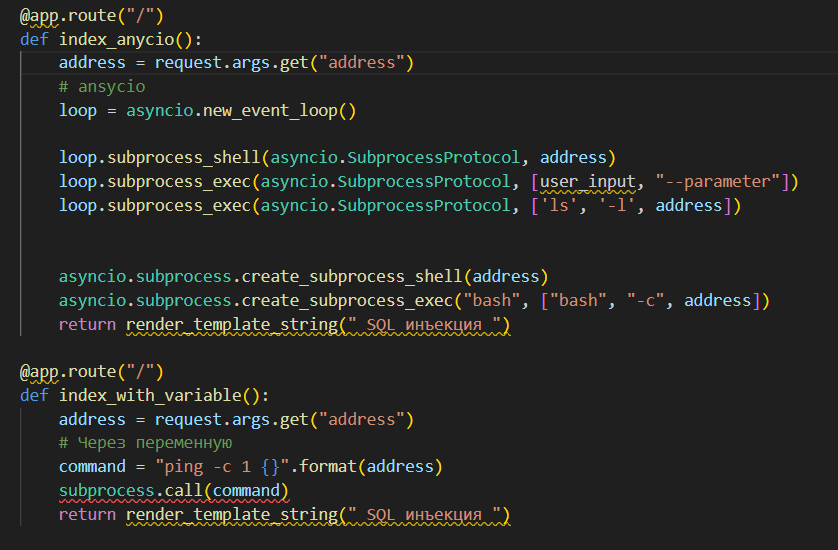 @app.route("/")
def index_anycio():
    address = request.args.get("address")
    # ansycio
    loop = asyncio.new_event_loop()
    loop.subprocess_shell(asyncio.SubprocessProtocol, address)
    loop.subprocess_exec(asyncio.SubprocessProtocol, [user_input, "--parameter"])
    loop.subprocess_exec(asyncio.SubprocessProtocol, ['ls', '-l', address])
    asyncio.subprocess.create_subprocess_shell(address)
    asyncio.subprocess.create_subprocess_exec("bash", ["bash", "-c", address])
    return render_template_string(" SQL инъекция ")
@app.route("/")
def index_with_variable():
    address = request.args.get("address")
    # Через переменную
    command = "ping -c 1 {}".format(address)
    subprocess.call(command)
    return render_template_string(" SQL инъекция ")